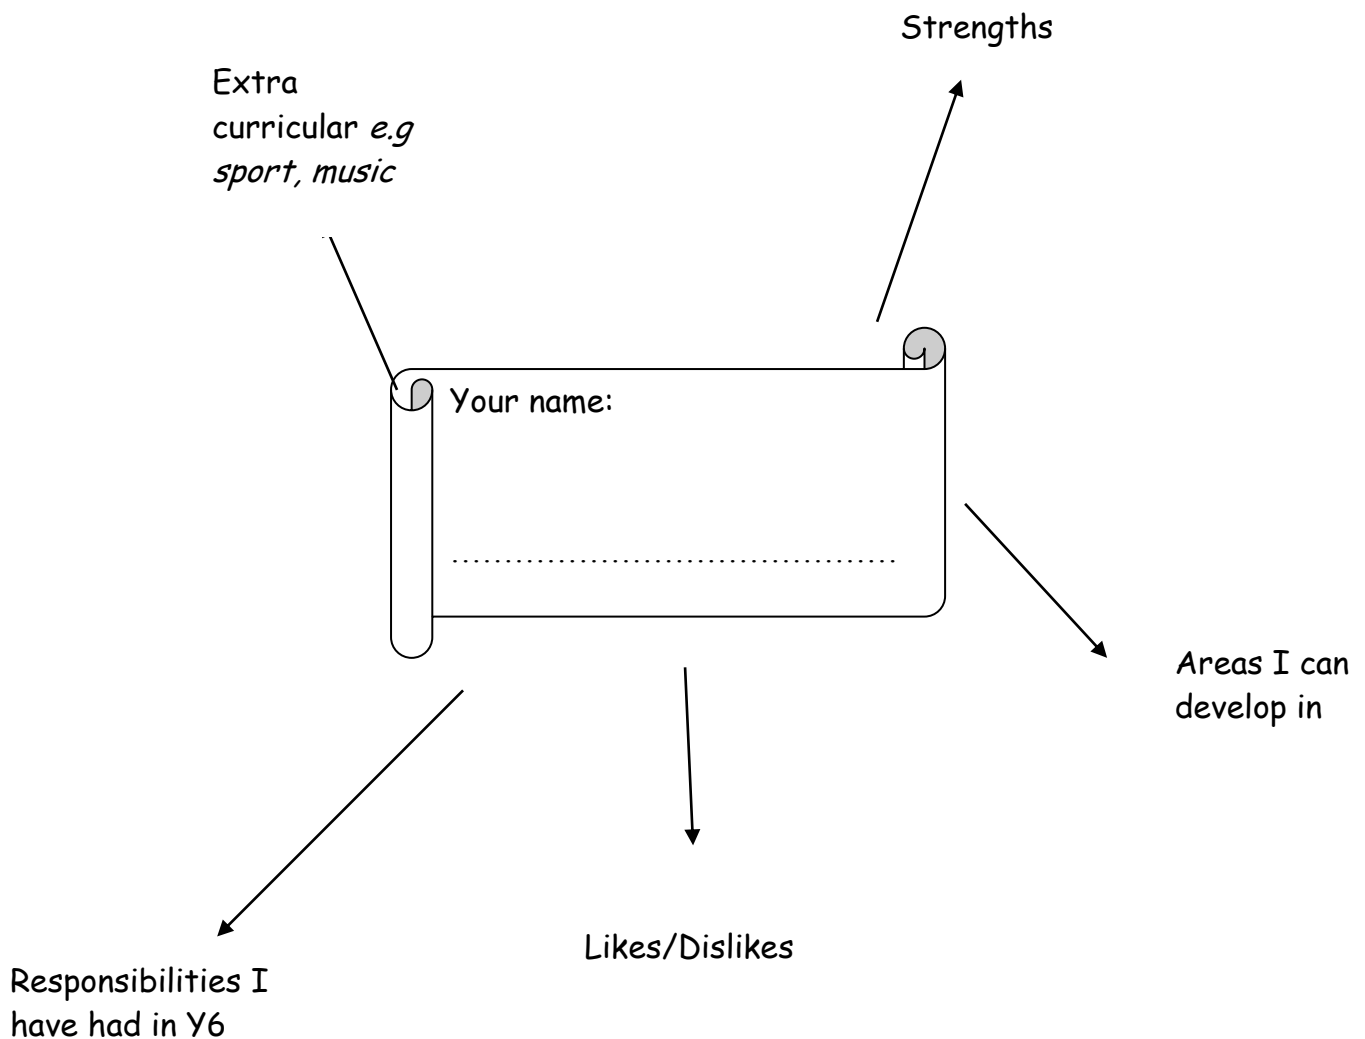 Strengths
Extra
curricular e.g
sport, music
Your name:
Areas I can
develop in
Likes/Dislikes
Responsibilities I
have had in Y6